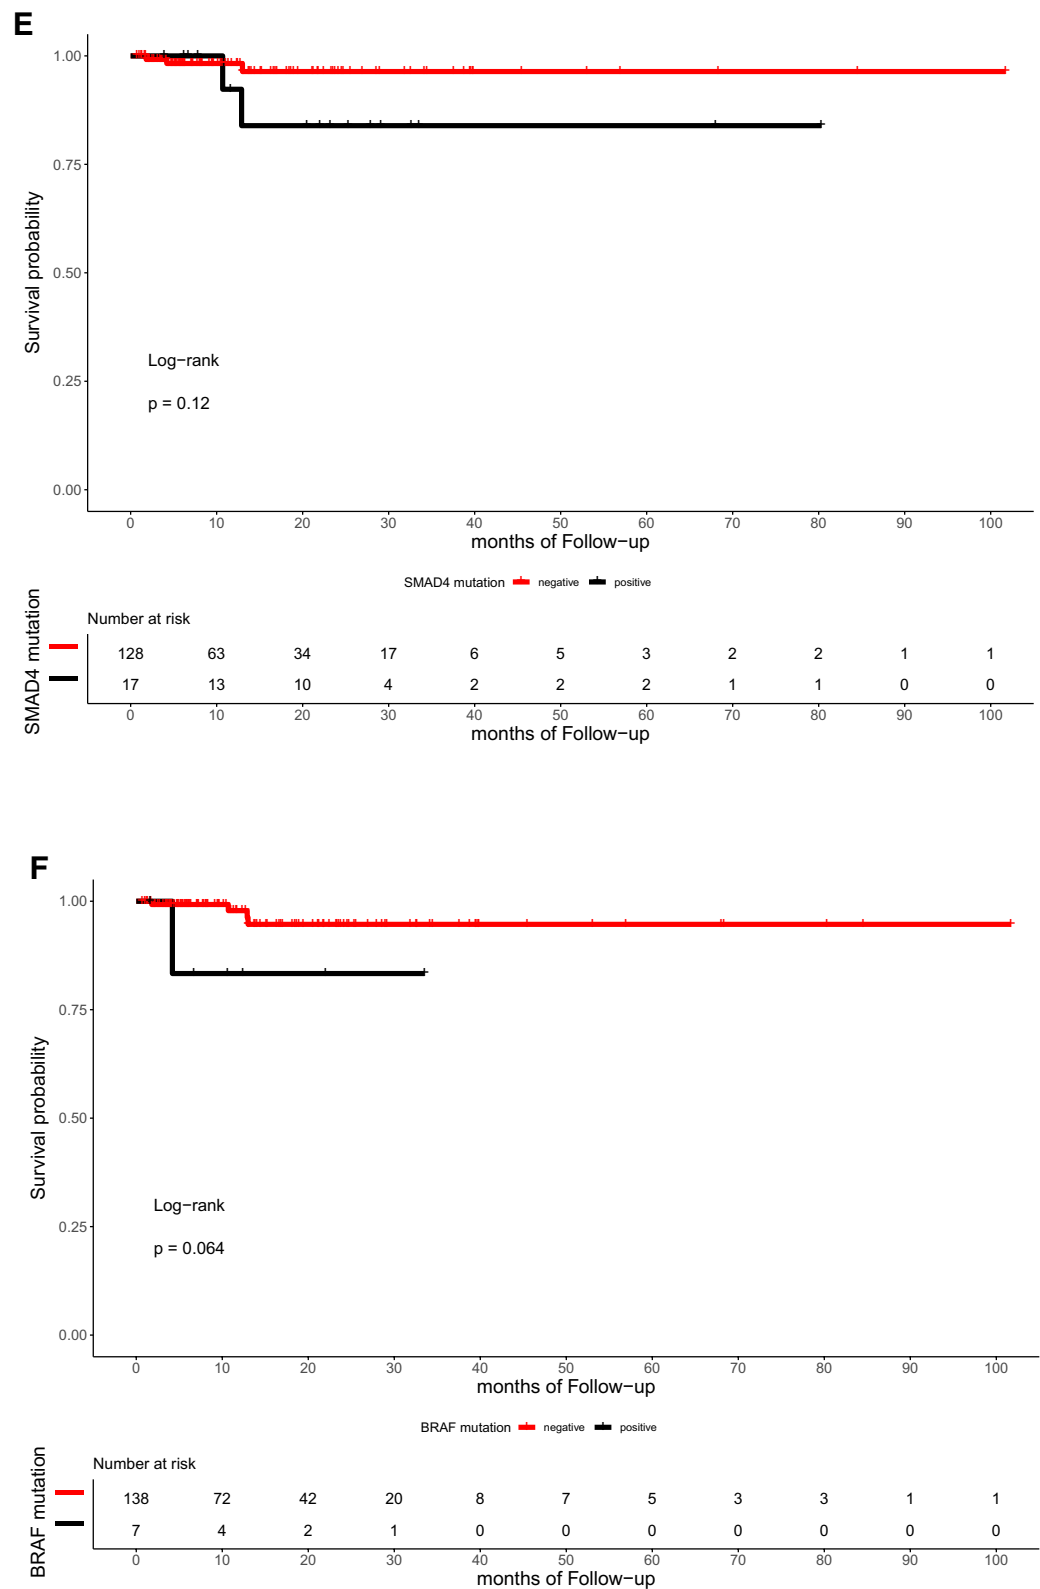 E
1.00
0.75
0.50
0.25
0.00
Survival probability
Log−rank
p = 0.12
0 10 20 30 40 50 60 70 80 90 100
months of Follow−up
SMAD4 mutation negative positive
Number at risk
SMAD4 mutation
128 63 34 17 6 5 3 2 2 1 1
17 13 10 4 2 2 2 1 1 0 0
0 10 20 30 40 50 60 70 80 90 100
months of Follow−up
F
1.00
0.75
0.50
0.25
0.00
Survival probability
Log−rank
p = 0.064
0 10 20 30 40 50 60 70 80 90 100
months of Follow−up
BRAF mutation negative positive
Number at risk
BRAF mutation
138 72 42 20 8 7 5 3 3 1 1
7 4 2 1 0 0 0 0 0 0 0
0 10 20 30 40 50 60 70 80 90 100
months of Follow−up